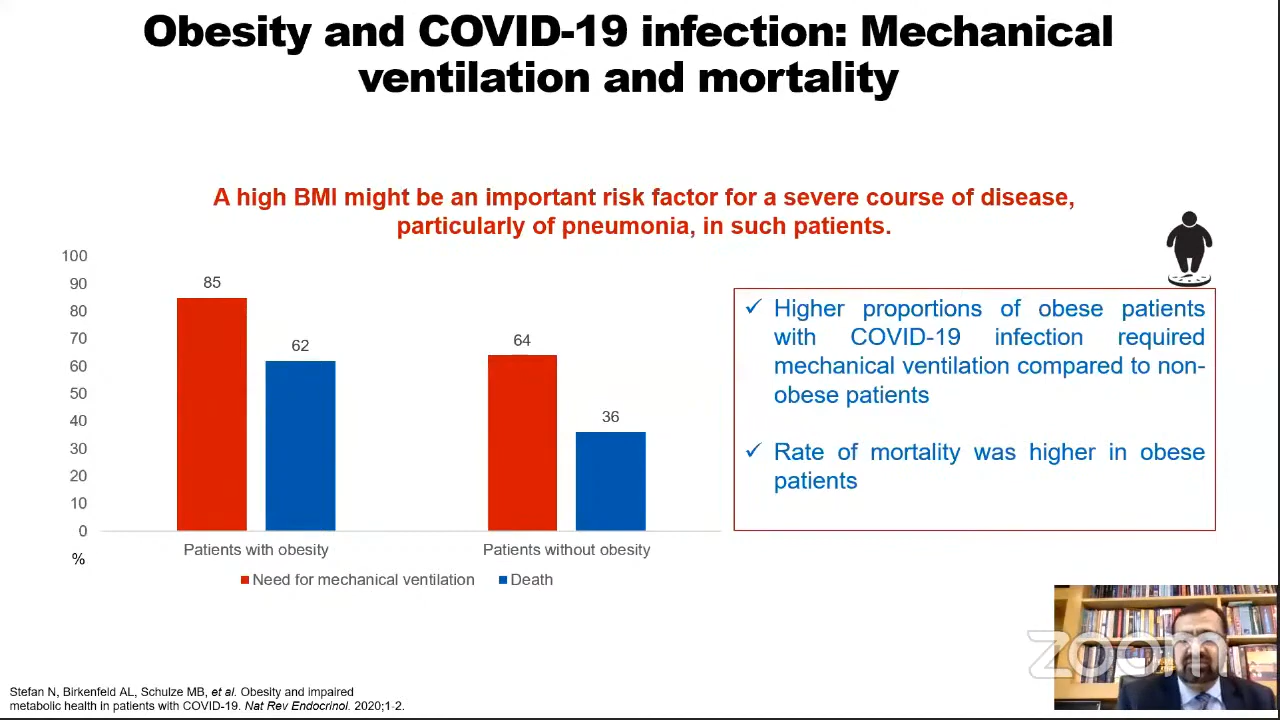 Obesity and COVID-19 infection: Mechanical
ventilation and mortality
A high BMI might be an important risk factor for a severe course of disease,
particularly of pneumonia, in such patients.
100
90
80
70
60
50
40
30
20
10
0
%
85
62
64
36
Patients with obesity
Patients without obesity
Need for mechanical ventilation
Death
✓ Higher proportions of obese patients
with COVID-19 infection required
mechanical ventilation compared to non-
obese patients
✓ Rate of mortality was higher in obese
patients
zoom
Stefan N, Birkenfeld AL, Schulze MB, et al. Obesity and impaired
metabolic health in patients with COVID-19. Nat Rev Endocrinol. 2020;1-2.